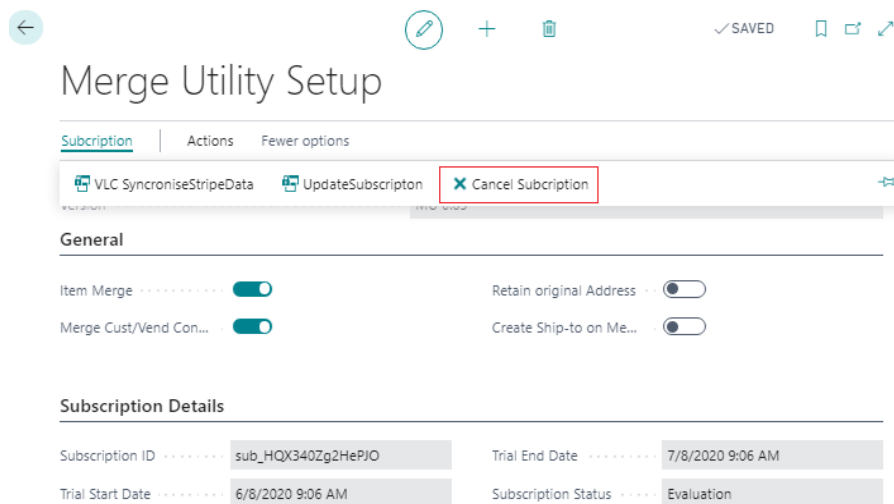 SAVED
Merge Utility Setup
Subcription Actions Fewer options
VLC SyncroniseStripeData UpdateSubscripton Cancel Subcription
Version
General
Item Merge Retain original Address
Merge Cust/Vend Con... Create Ship-to on Me...
Subscription Details
Subscription ID sub_HQX340Zg2HePJO Trial End Date 7/8/2020 9:06 AM
Trial Start Date 6/8/2020 9:06 AM Subscription Status Evaluation